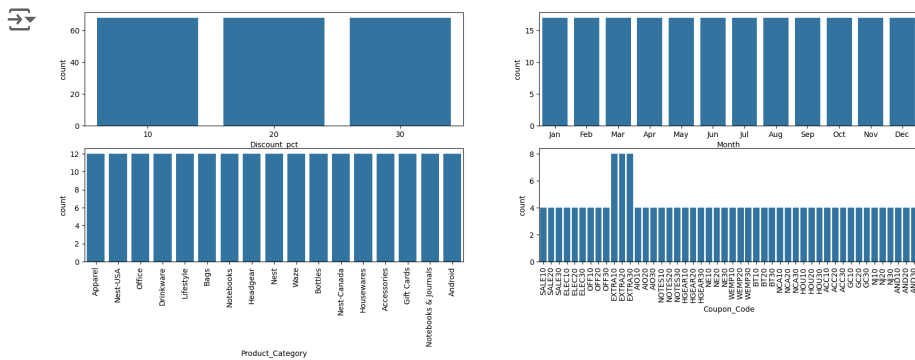 60
40
20
0
count
10 20 30
Discount_pct
15
10
5
0
count
Jan Feb Mar Apr May Jun Jul Aug Sep Oct Nov Dec
Month
12
10
8
6
4
2
0
count
Apparel
Nest-USA
Office
Drinkware
Lifestyle
Bags
Notebooks
Headgear
Nest
Waze
Bottles
Nest-Canada
Housewares
Accessories
Gift Cards
Notebooks & Journals
Android
Product_Category
8
6
4
2
0
count
SALE10
SALE20
SALE30
ELEC10
ELEC20
ELEC30
OFF10
OFF20
OFF30
EXTRA10
EXTRA20
EXTRA30
AIO10
AIO20
AIO30
NOTES10
NOTES20
NOTES30
HGEAR10
HGEAR20
HGEAR30
NE10
NE20
NE30
WEMP10
WEMP20
WEMP30
BT10
BT20
BT30
NCA10
NCA20
NCA30
HOU10
HOU20
HOU30
ACC10
ACC20
ACC30
GC10
GC20
GC30
NJ10
NJ20
NJ30
AND10
AND20
AND30
Coupon_Code